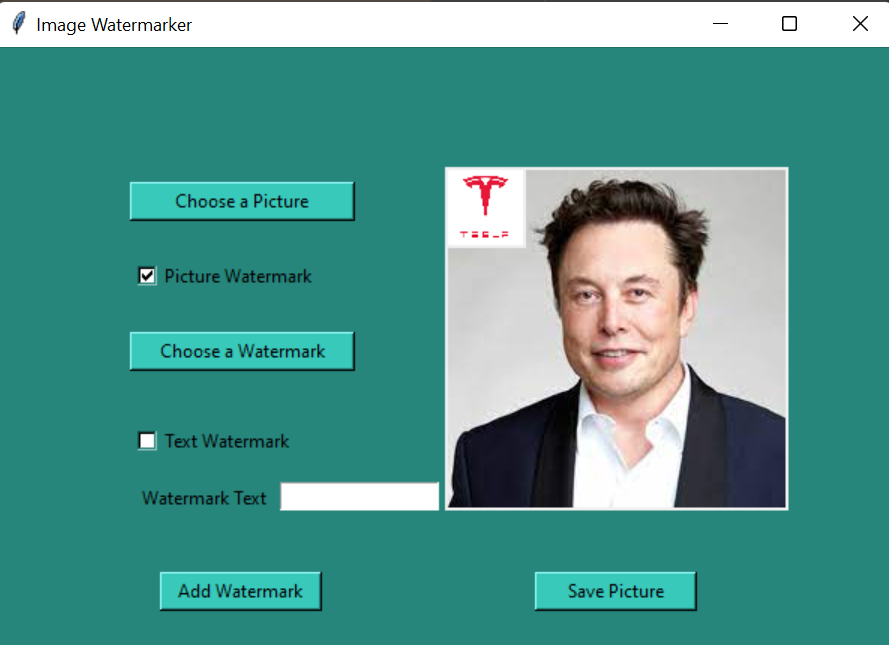 Image Watermarker
Choose a Picture
Picture Watermark
Choose a Watermark
Text Watermark
Watermark Text
Add Watermark
TESLA
Save Picture